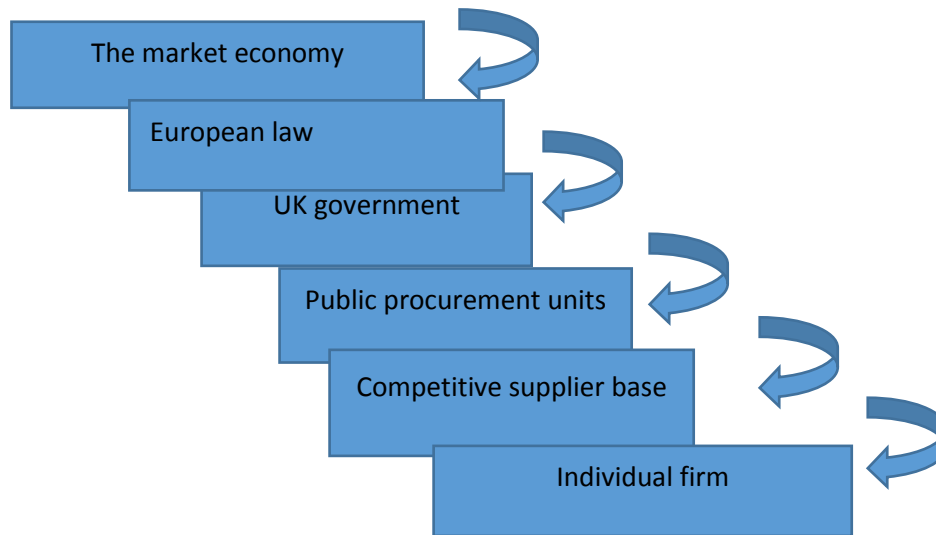 The market economy
European law
UK government
Public procurement units
Competitive supplier base
Individual firm